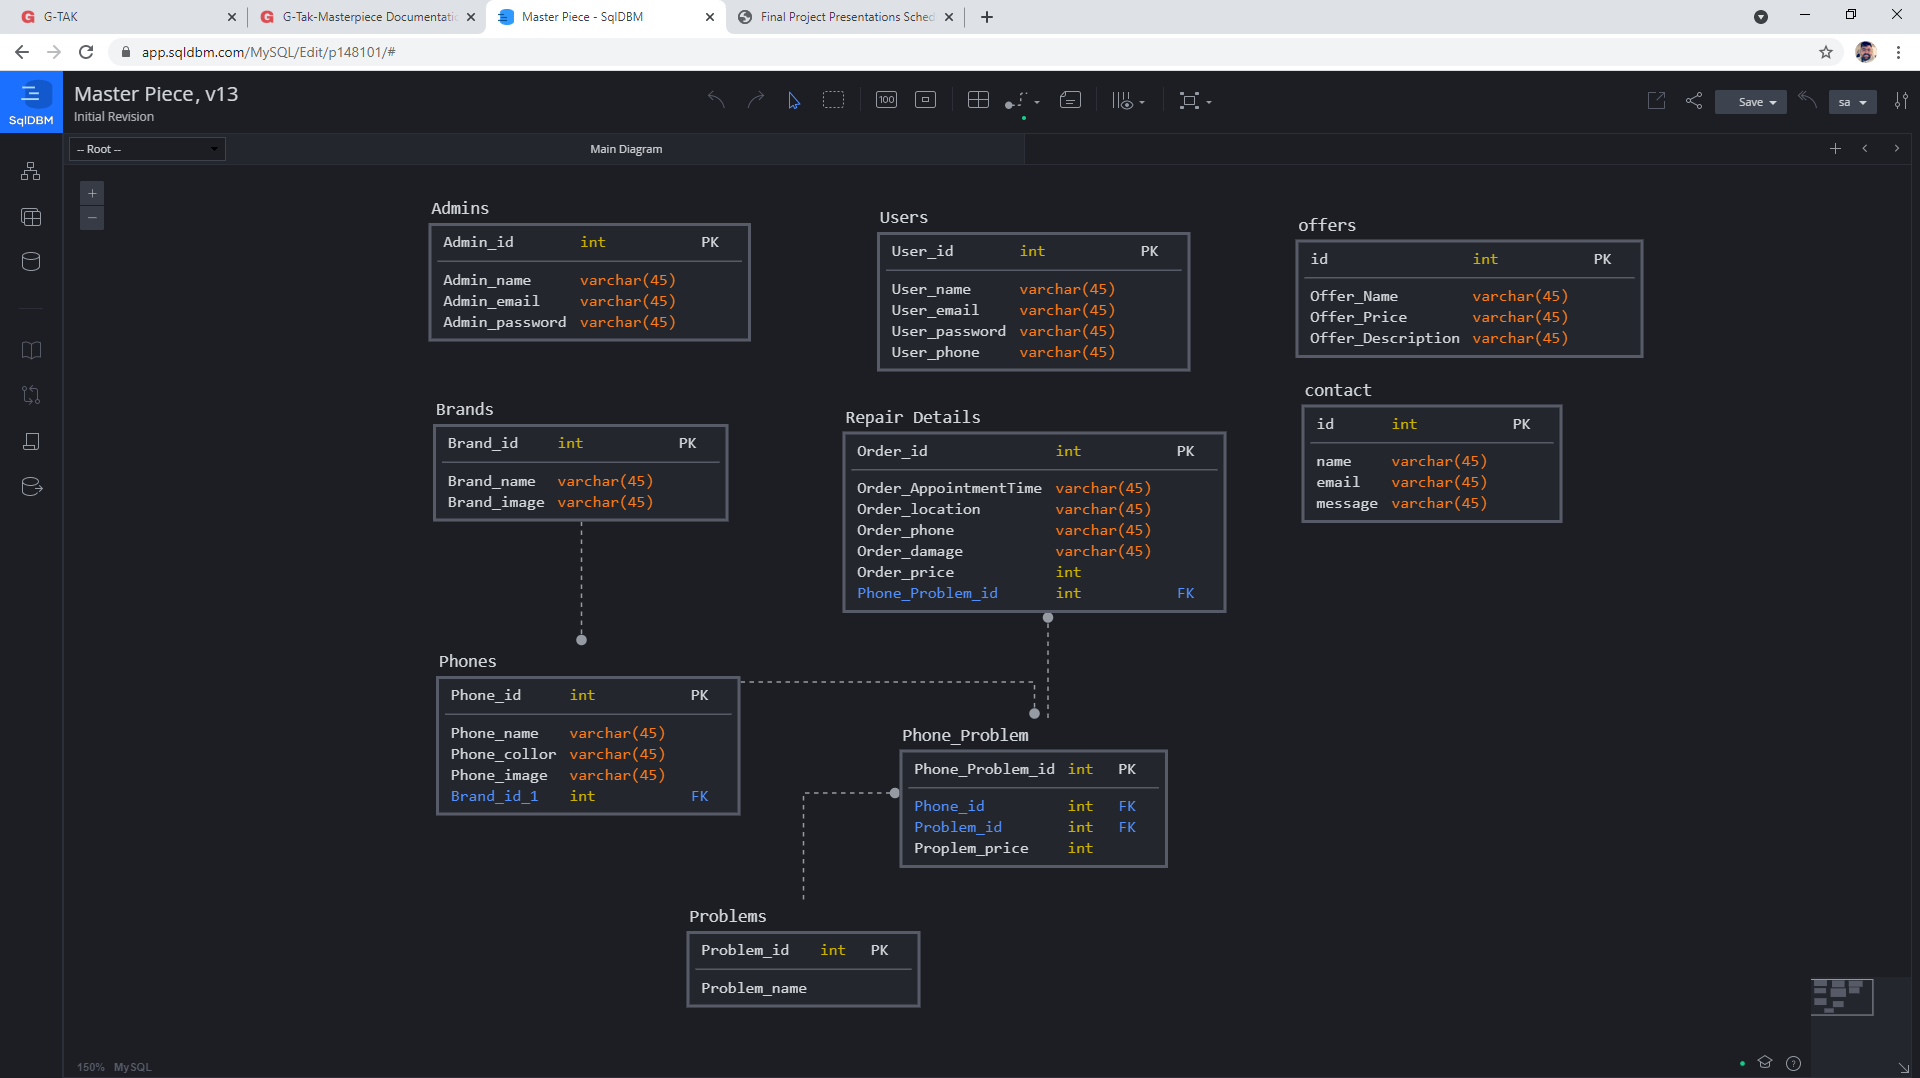 G-TAK
G-Tak-Masterpiece Documentatio
Master Piece - SqlDBM
Final Project Presentations Sched
app.sqldbm.com/MySQL/Edit/p148101/#
SqlDBM
Master Piece, v13
Initial Revision
100
Save
sa
-- Root --
Main Diagram
Admins
Admin_id int PK
Admin_name varchar(45)
Admin_email varchar(45)
Admin_password varchar(45)
Users
User_id int PK
User_name varchar(45)
User_email varchar(45)
User_password varchar(45)
User_phone varchar(45)
offers
id int PK
Offer_Name varchar(45)
Offer_Price varchar(45)
Offer_Description varchar(45)
Brands
Brand_id int PK
Brand_name varchar(45)
Brand_image varchar(45)
Repair Details
Order_id int PK
Order_AppointmentTime varchar(45)
Order_location varchar(45)
Order_phone varchar(45)
Order_damage varchar(45)
Order_price int
Phone_Problem_id int FK
contact
id int PK
name varchar(45)
email varchar(45)
message varchar(45)
Phones
Phone_id int PK
Phone_name varchar(45)
Phone_collor varchar(45)
Phone_image varchar(45)
Brand_id_1 int FK
Phone_Problem
Phone_Problem_id int PK
Phone_id int FK
Problem_id int FK
Proplem_price int
Problems
Problem_id int PK
Problem_name
150% MySQL